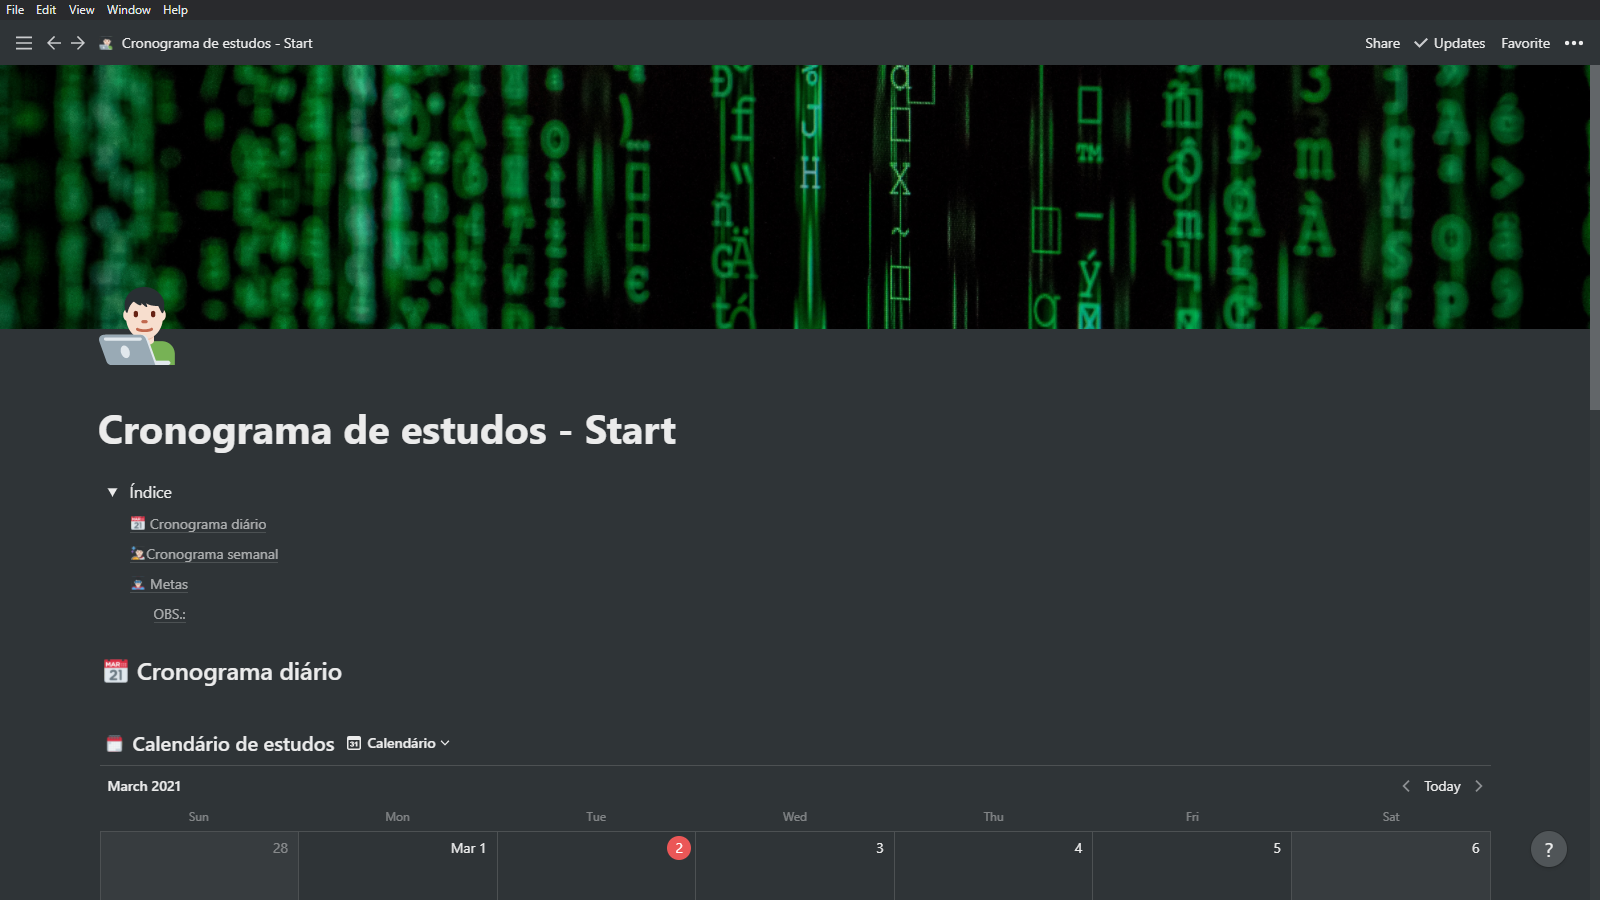 File Edit View Window Help
Cronograma de estudos - Start Share Updates Favorite
Cronograma de estudos - Start
Índice
Cronograma diário
Cronograma semanal
Metas
OBS.:
Cronograma diário
Calendário de estudos Calendário
March 2021 Today
Sun Mon Tue Wed Thu Fri Sat
28 Mar 1 2 3 4 5 6
?